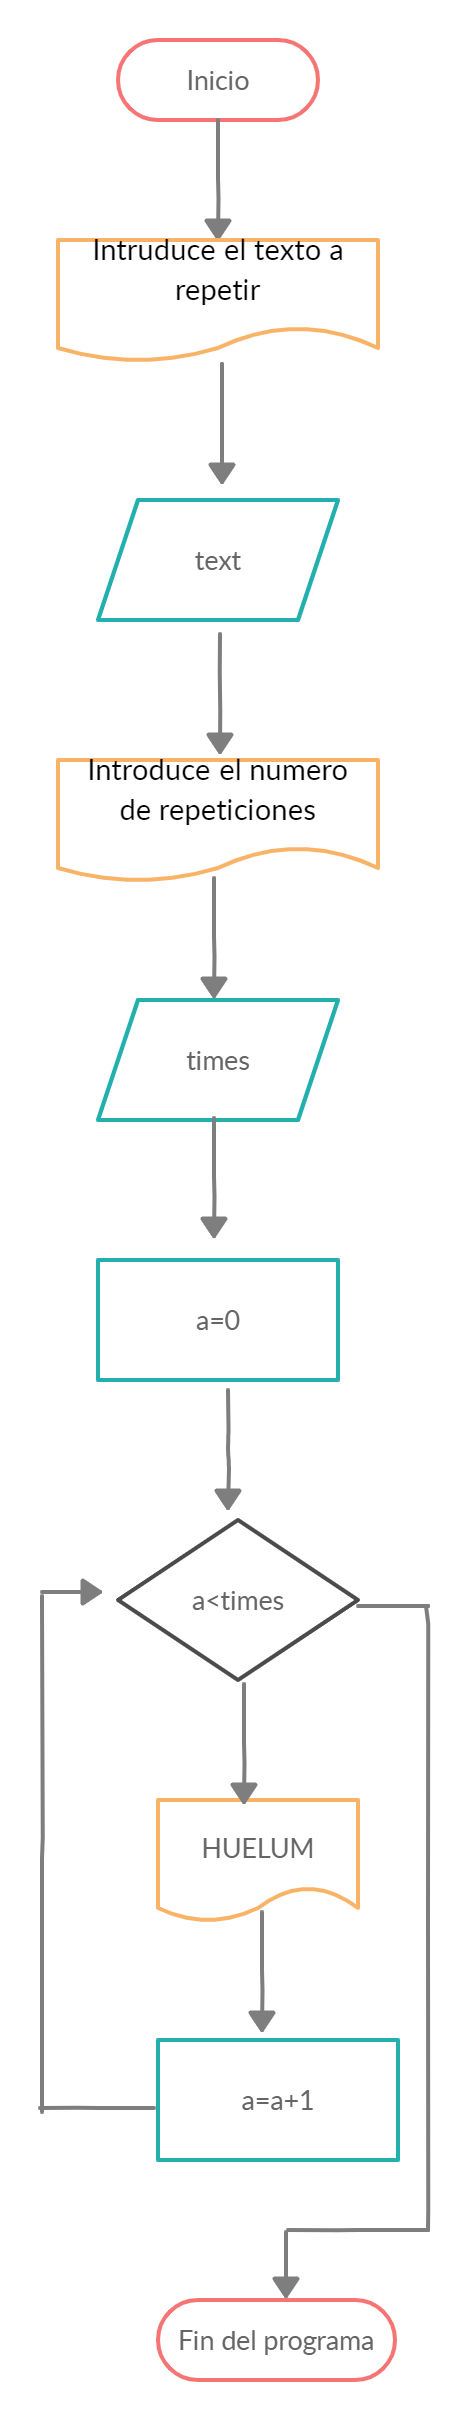 Inicio
Intruduce el texto a
repetir
text
Introduce el numero
de repeticiones
times
a=0
a<times
HUELUM
a=a+1
Fin del programa